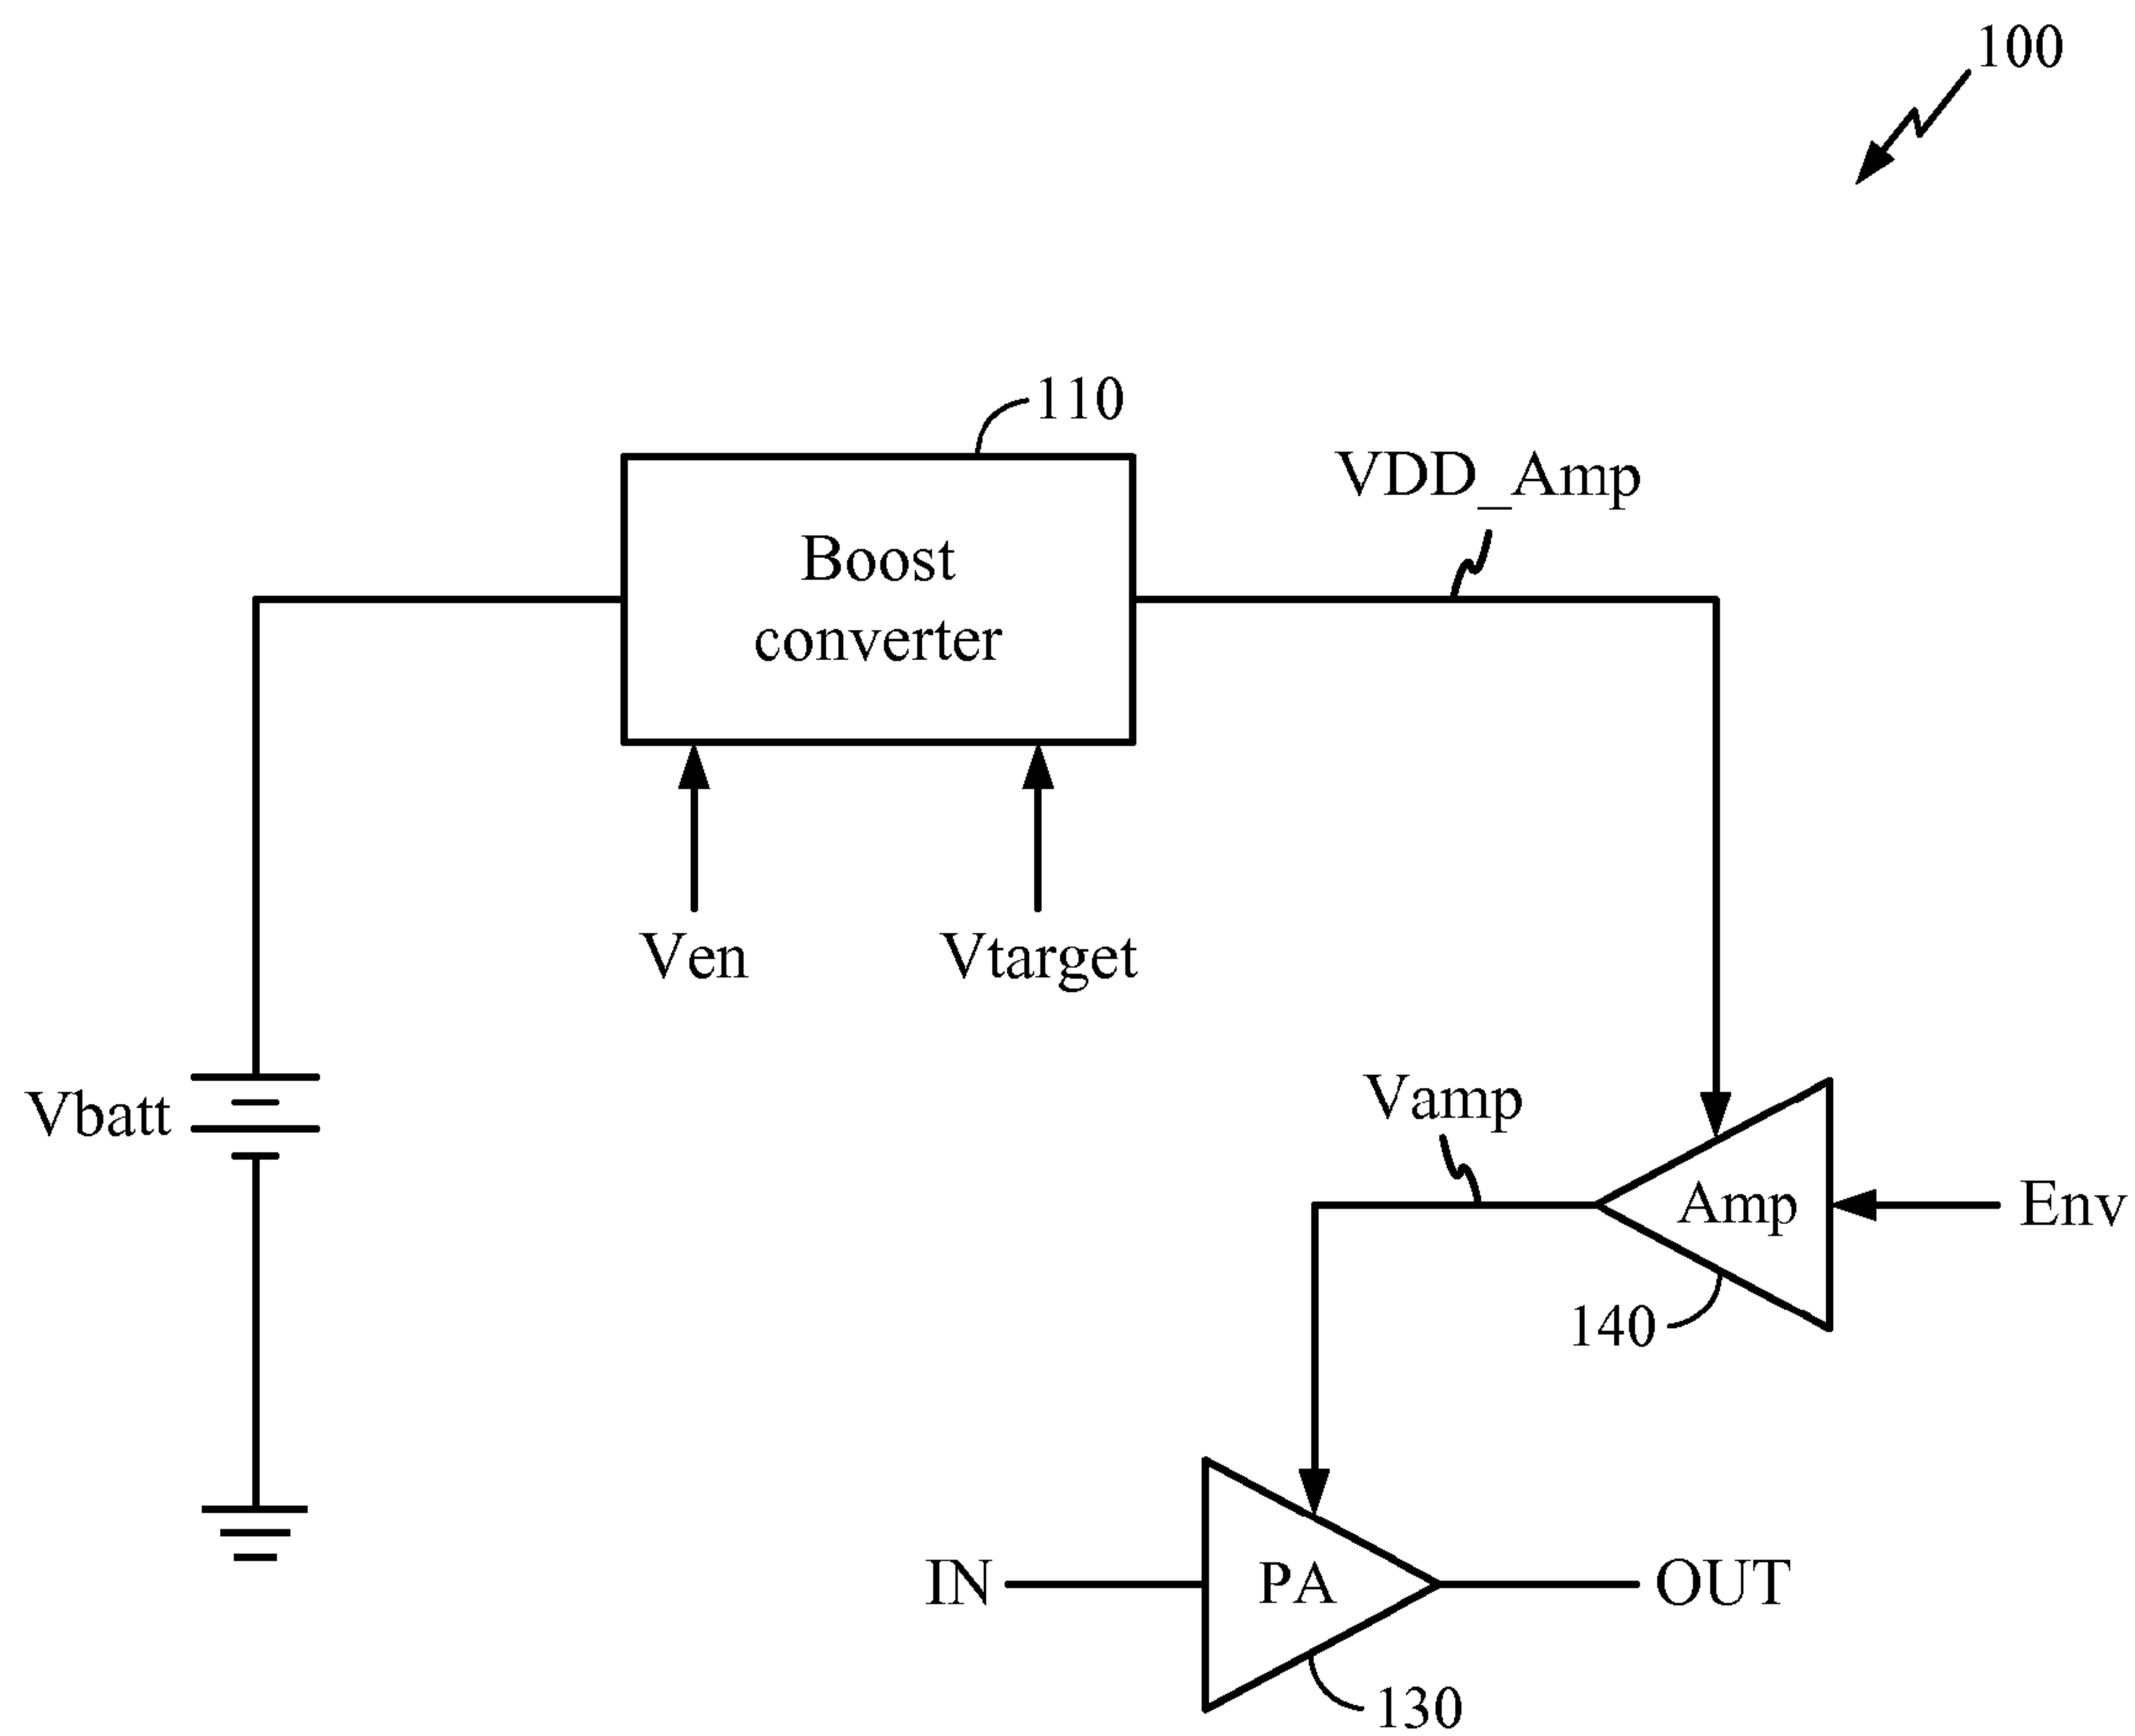 100
110
VDD_Amp
Boost
converter
Ven
Vtarget
Vbatt
Vamp
Amp
Env
140
IN
PA
OUT
130